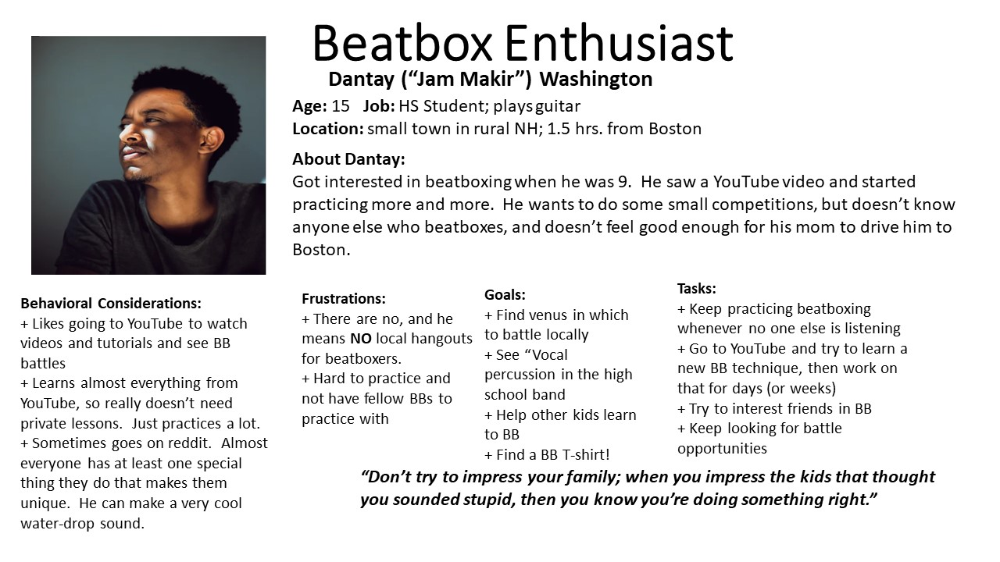 Beatbox Enthusiast
Dantay (“Jam Makir”) Washington
Age: 15 Job: HS Student; plays guitar
Location: small town in rural NH; 1.5 hrs. from Boston
About Dantay:
Got interested in beatboxing when he was 9. He saw a YouTube video and started
practicing more and more. He wants to do some small competitions, but doesn’t know
anyone else who beatboxes, and doesn’t feel good enough for his mom to drive him to
Boston.
Behavioral Considerations:
+ Likes going to YouTube to watch
videos and tutorials and see BB
battles
+ Learns almost everything from
YouTube, so really doesn’t need
private lessons. Just practices a lot.
+ Sometimes goes on reddit. Almost
everyone has at least one special
thing they do that makes them
unique. He can make a very cool
water-drop sound.
Frustrations:
+ There are no, and he
means NO local hangouts
for beatboxers.
+ Hard to practice and
not have fellow BBs to
practice with
Goals:
+ Find venus in which
to battle locally
+ See “Vocal
percussion in the high
school band
+ Help other kids learn
to BB
+ Find a BB T-shirt!
Tasks:
+ Keep practicing beatboxing
whenever no one else is listening
+ Go to YouTube and try to learn a
new BB technique, then work on
that for days (or weeks)
+ Try to interest friends in BB
+ Keep looking for battle
opportunities
“Don’t try to impress your family; when you impress the kids that thought
you sounded stupid, then you know you’re doing something right.”